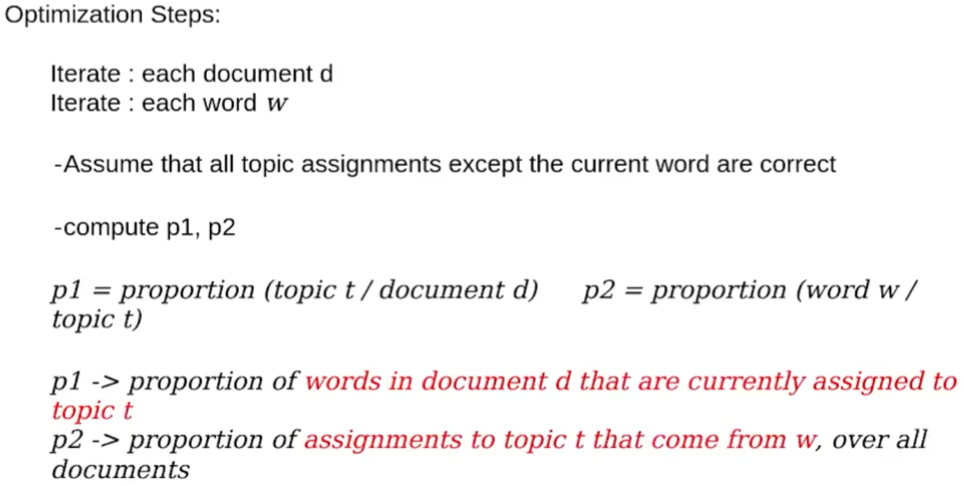 Optimization Steps:
Iterate : each document d
Iterate : each word w
-Assume that all topic assignments except the current word are correct
-compute p1, p2
p1 = proportion (topic t / document d) p2 = proportion (word w /
topic t)
p1 -> proportion of words in document d that are currently assigned to
topic t
p2 -> proportion of assignments to topic t that come from w, over all
documents